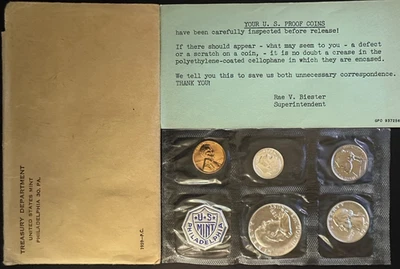 YOUR U. S. PROOF COINS
have been carefully inspected before release!
If there should appear - what may seem to you - a defect
or a scratch on a coin, - it is no doubt a crease in the
polyethylene-coated cellophane in which they are encased.
We tell you this to save us both unnecessary correspondence.
THANK YOU!
Rae V. Biester
Superintendent
TREASURY DEPARTMENT
UNITED STATES MINT
PHILADELPHIA 30, PA.
U·S
MINT
PHILADELPHIA